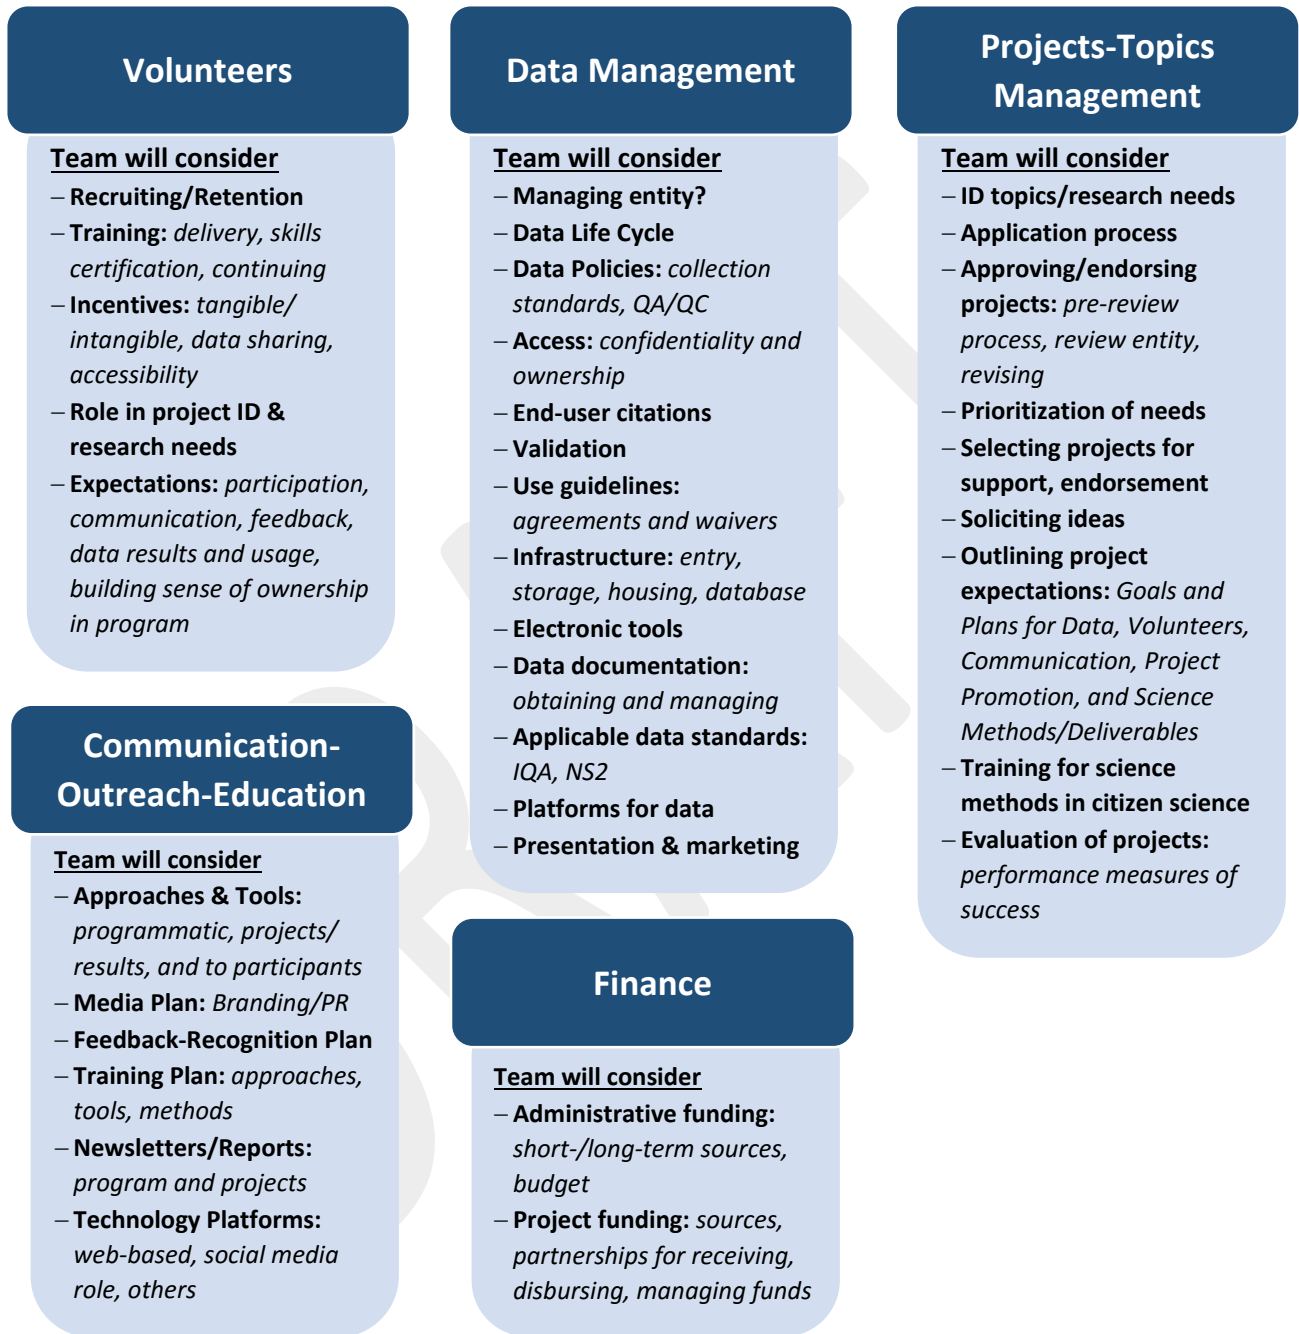 Volunteers
Team will consider
– Recruiting/Retention
– Training: delivery, skills
certification, continuing
– Incentives: tangible/
intangible, data sharing,
accessibility
– Role in project ID &
research needs
– Expectations: participation,
communication, feedback,
data results and usage,
building sense of ownership
in program
Communication-
Outreach-Education
Team will consider
– Approaches & Tools:
programmatic, projects/
results, and to participants
– Media Plan: Branding/PR
– Feedback-Recognition Plan
– Training Plan: approaches,
tools, methods
– Newsletters/Reports:
program and projects
– Technology Platforms:
web-based, social media
role, others
Data Management
Team will consider
– Managing entity?
– Data Life Cycle
– Data Policies: collection
standards, QA/QC
– Access: confidentiality and
ownership
– End-user citations
– Validation
– Use guidelines:
agreements and waivers
– Infrastructure: entry,
storage, housing, database
– Electronic tools
– Data documentation:
obtaining and managing
– Applicable data standards:
IQA, NS2
– Platforms for data
– Presentation & marketing
Finance
Team will consider
– Administrative funding:
short-/long-term sources,
budget
– Project funding: sources,
partnerships for receiving,
disbursing, managing funds
Projects-Topics
Management
Team will consider
– ID topics/research needs
– Application process
– Approving/endorsing
projects: pre-review
process, review entity,
revising
– Prioritization of needs
– Selecting projects for
support, endorsement
– Soliciting ideas
– Outlining project
expectations: Goals and
Plans for Data, Volunteers,
Communication, Project
Promotion, and Science
Methods/Deliverables
– Training for science
methods in citizen science
– Evaluation of projects:
performance measures of
success